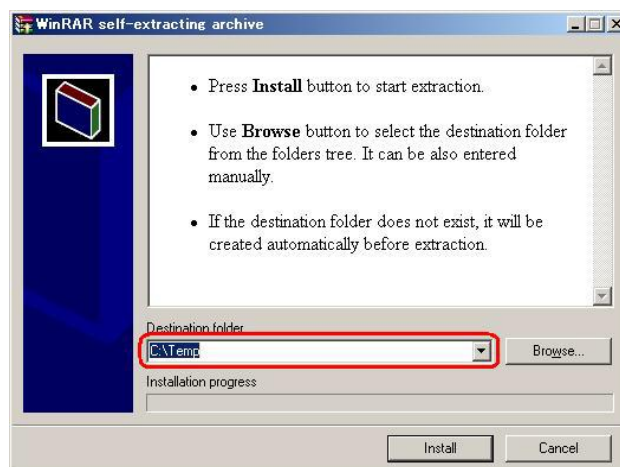 WinRAR self-extracting archive
• Press Install button to start extraction.
• Use Browse button to select the destination folder
from the folders tree. It can be also entered
manually.
• If the destination folder does not exist, it will be
created automatically before extraction.
Destination folder
C:\Temp
Browse...
Installation progress
Install
Cancel